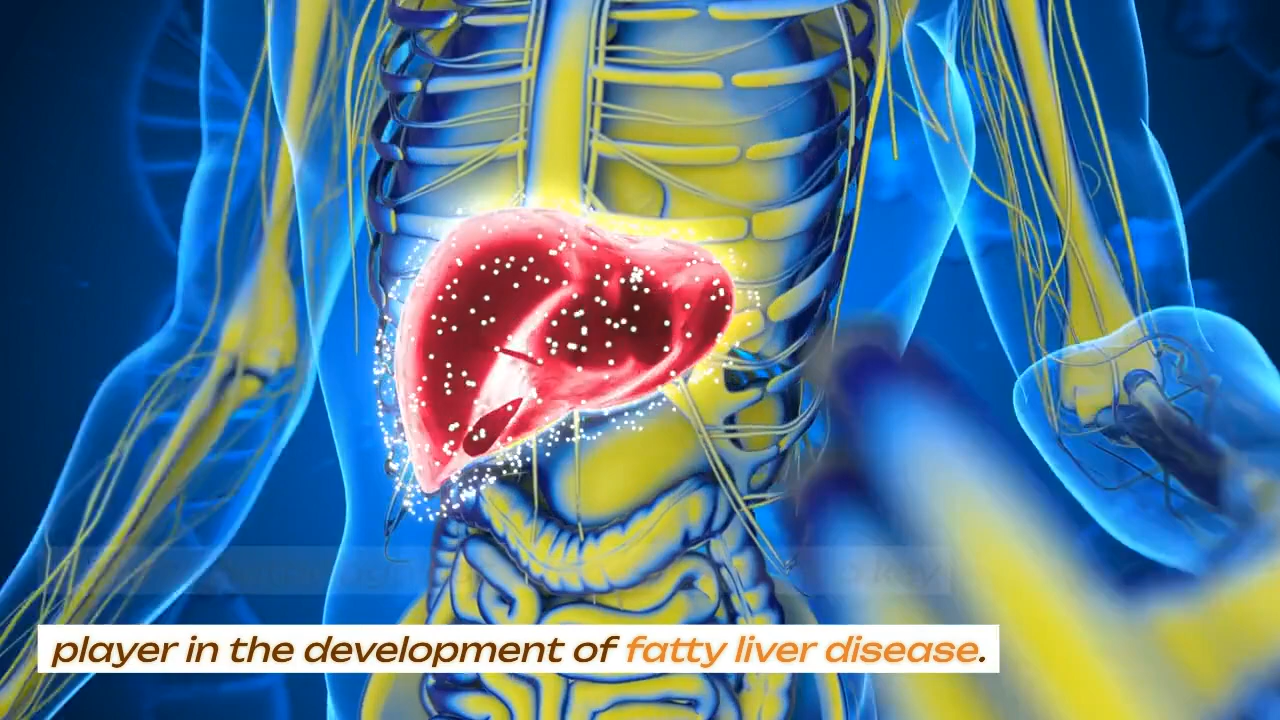 player in the development of fatty liver disease.